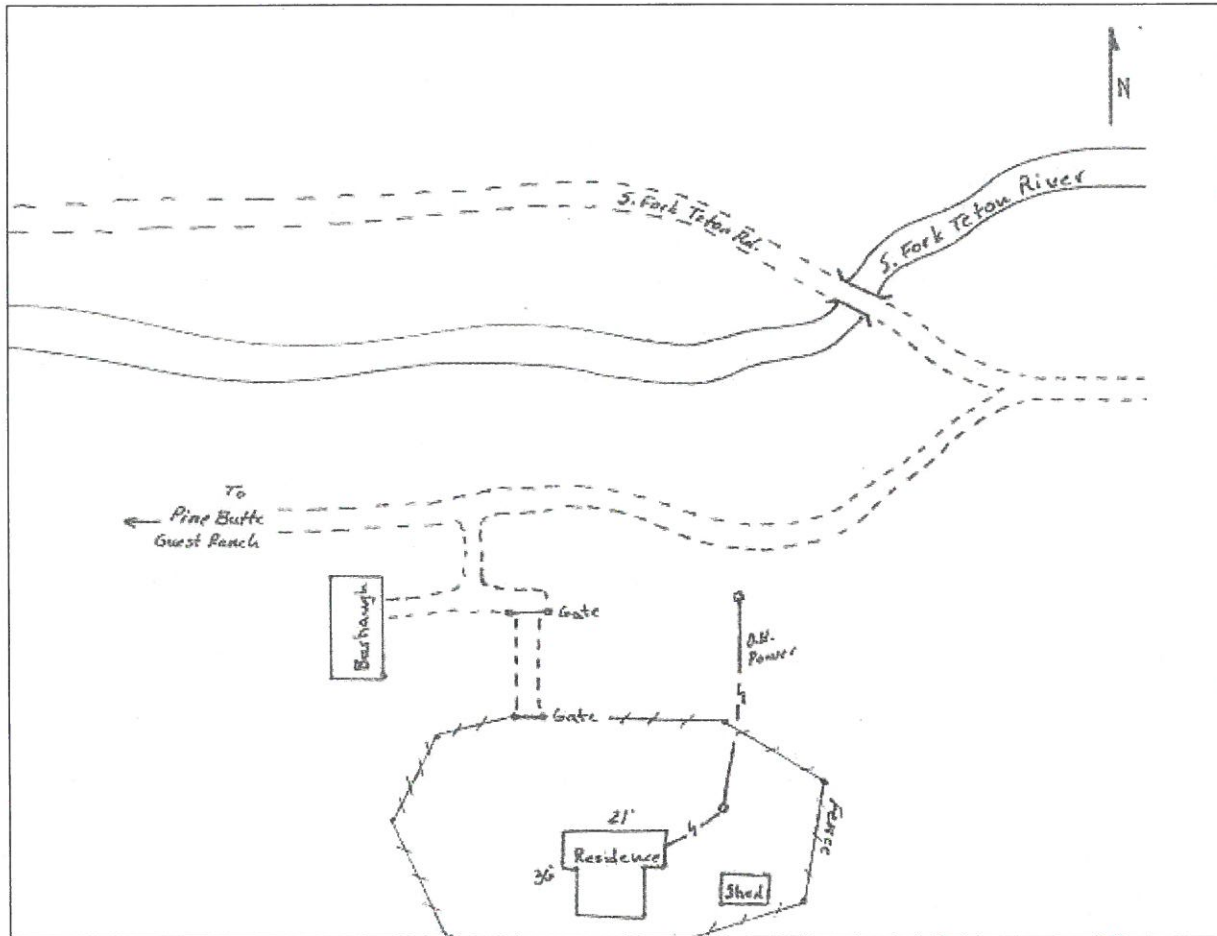 N
S. Fork Teton River
S. Fork Teton Rd.
To
Pine Butte
Guest Ranch
Gate
O.H.
Power
Gate
21'
Fence
Residence
36'
Shed